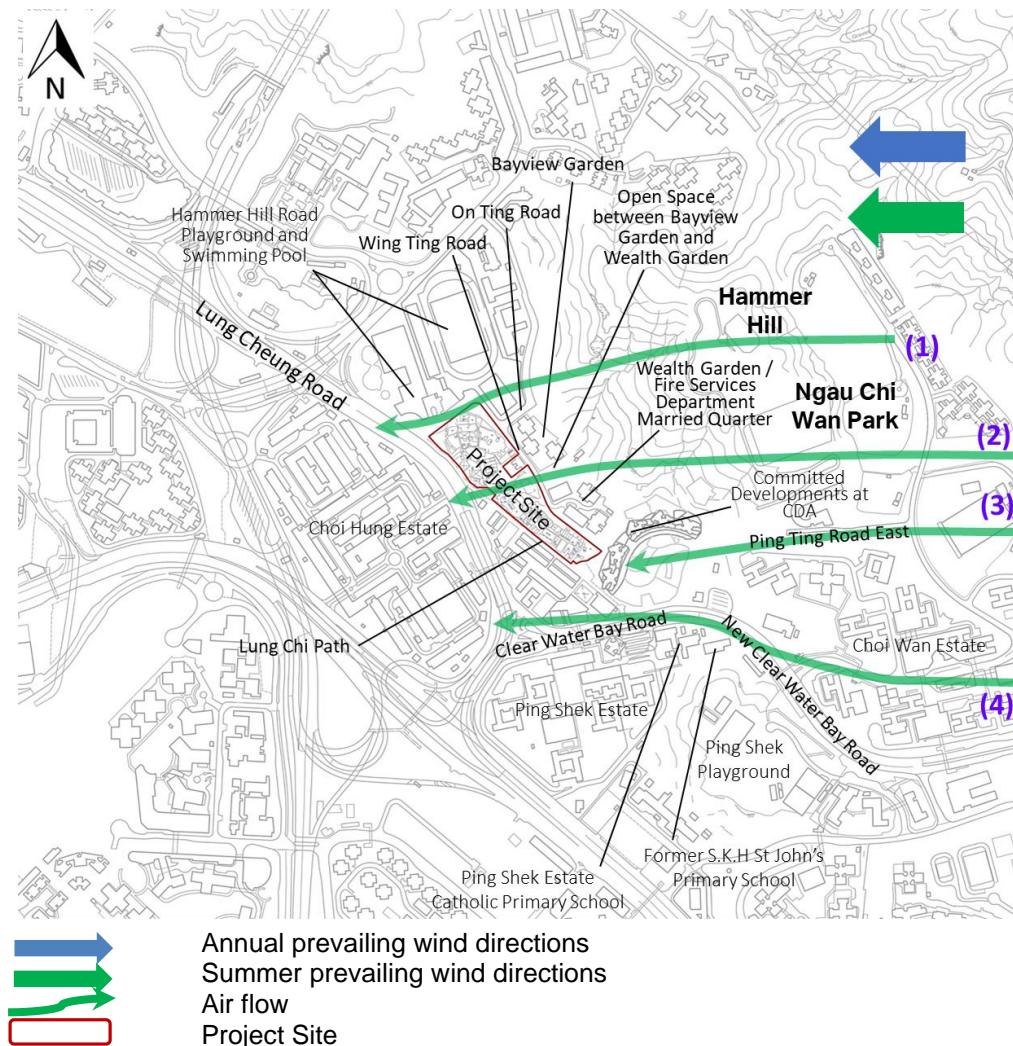 N
Bayview Garden
Open Space
between Bayview
Garden and
Wealth Garden
On Ting Road
Hammer Hill Road
Playground and
Swimming Pool
Wing Ting Road
Lung Cheung Road
Hammer
Hill
(1)
Wealth Garden /
Fire Services
Department
Married Quarter
Ngau Chi
Wan Park
(2)
Project Site
Committed
Developments at
CDA
(3)
Choi Hung Estate
Ping Ting Road East
Lung Chi Path
Clear Water Bay Road
New Clear Water Bay Road
Choi Wan Estate
(4)
Ping Shek Estate
Ping Shek
Playground
Former S.K.H St John's
Primary School
Ping Shek Estate
Catholic Primary School
Annual prevailing wind directions
Summer prevailing wind directions
Air flow
Project Site